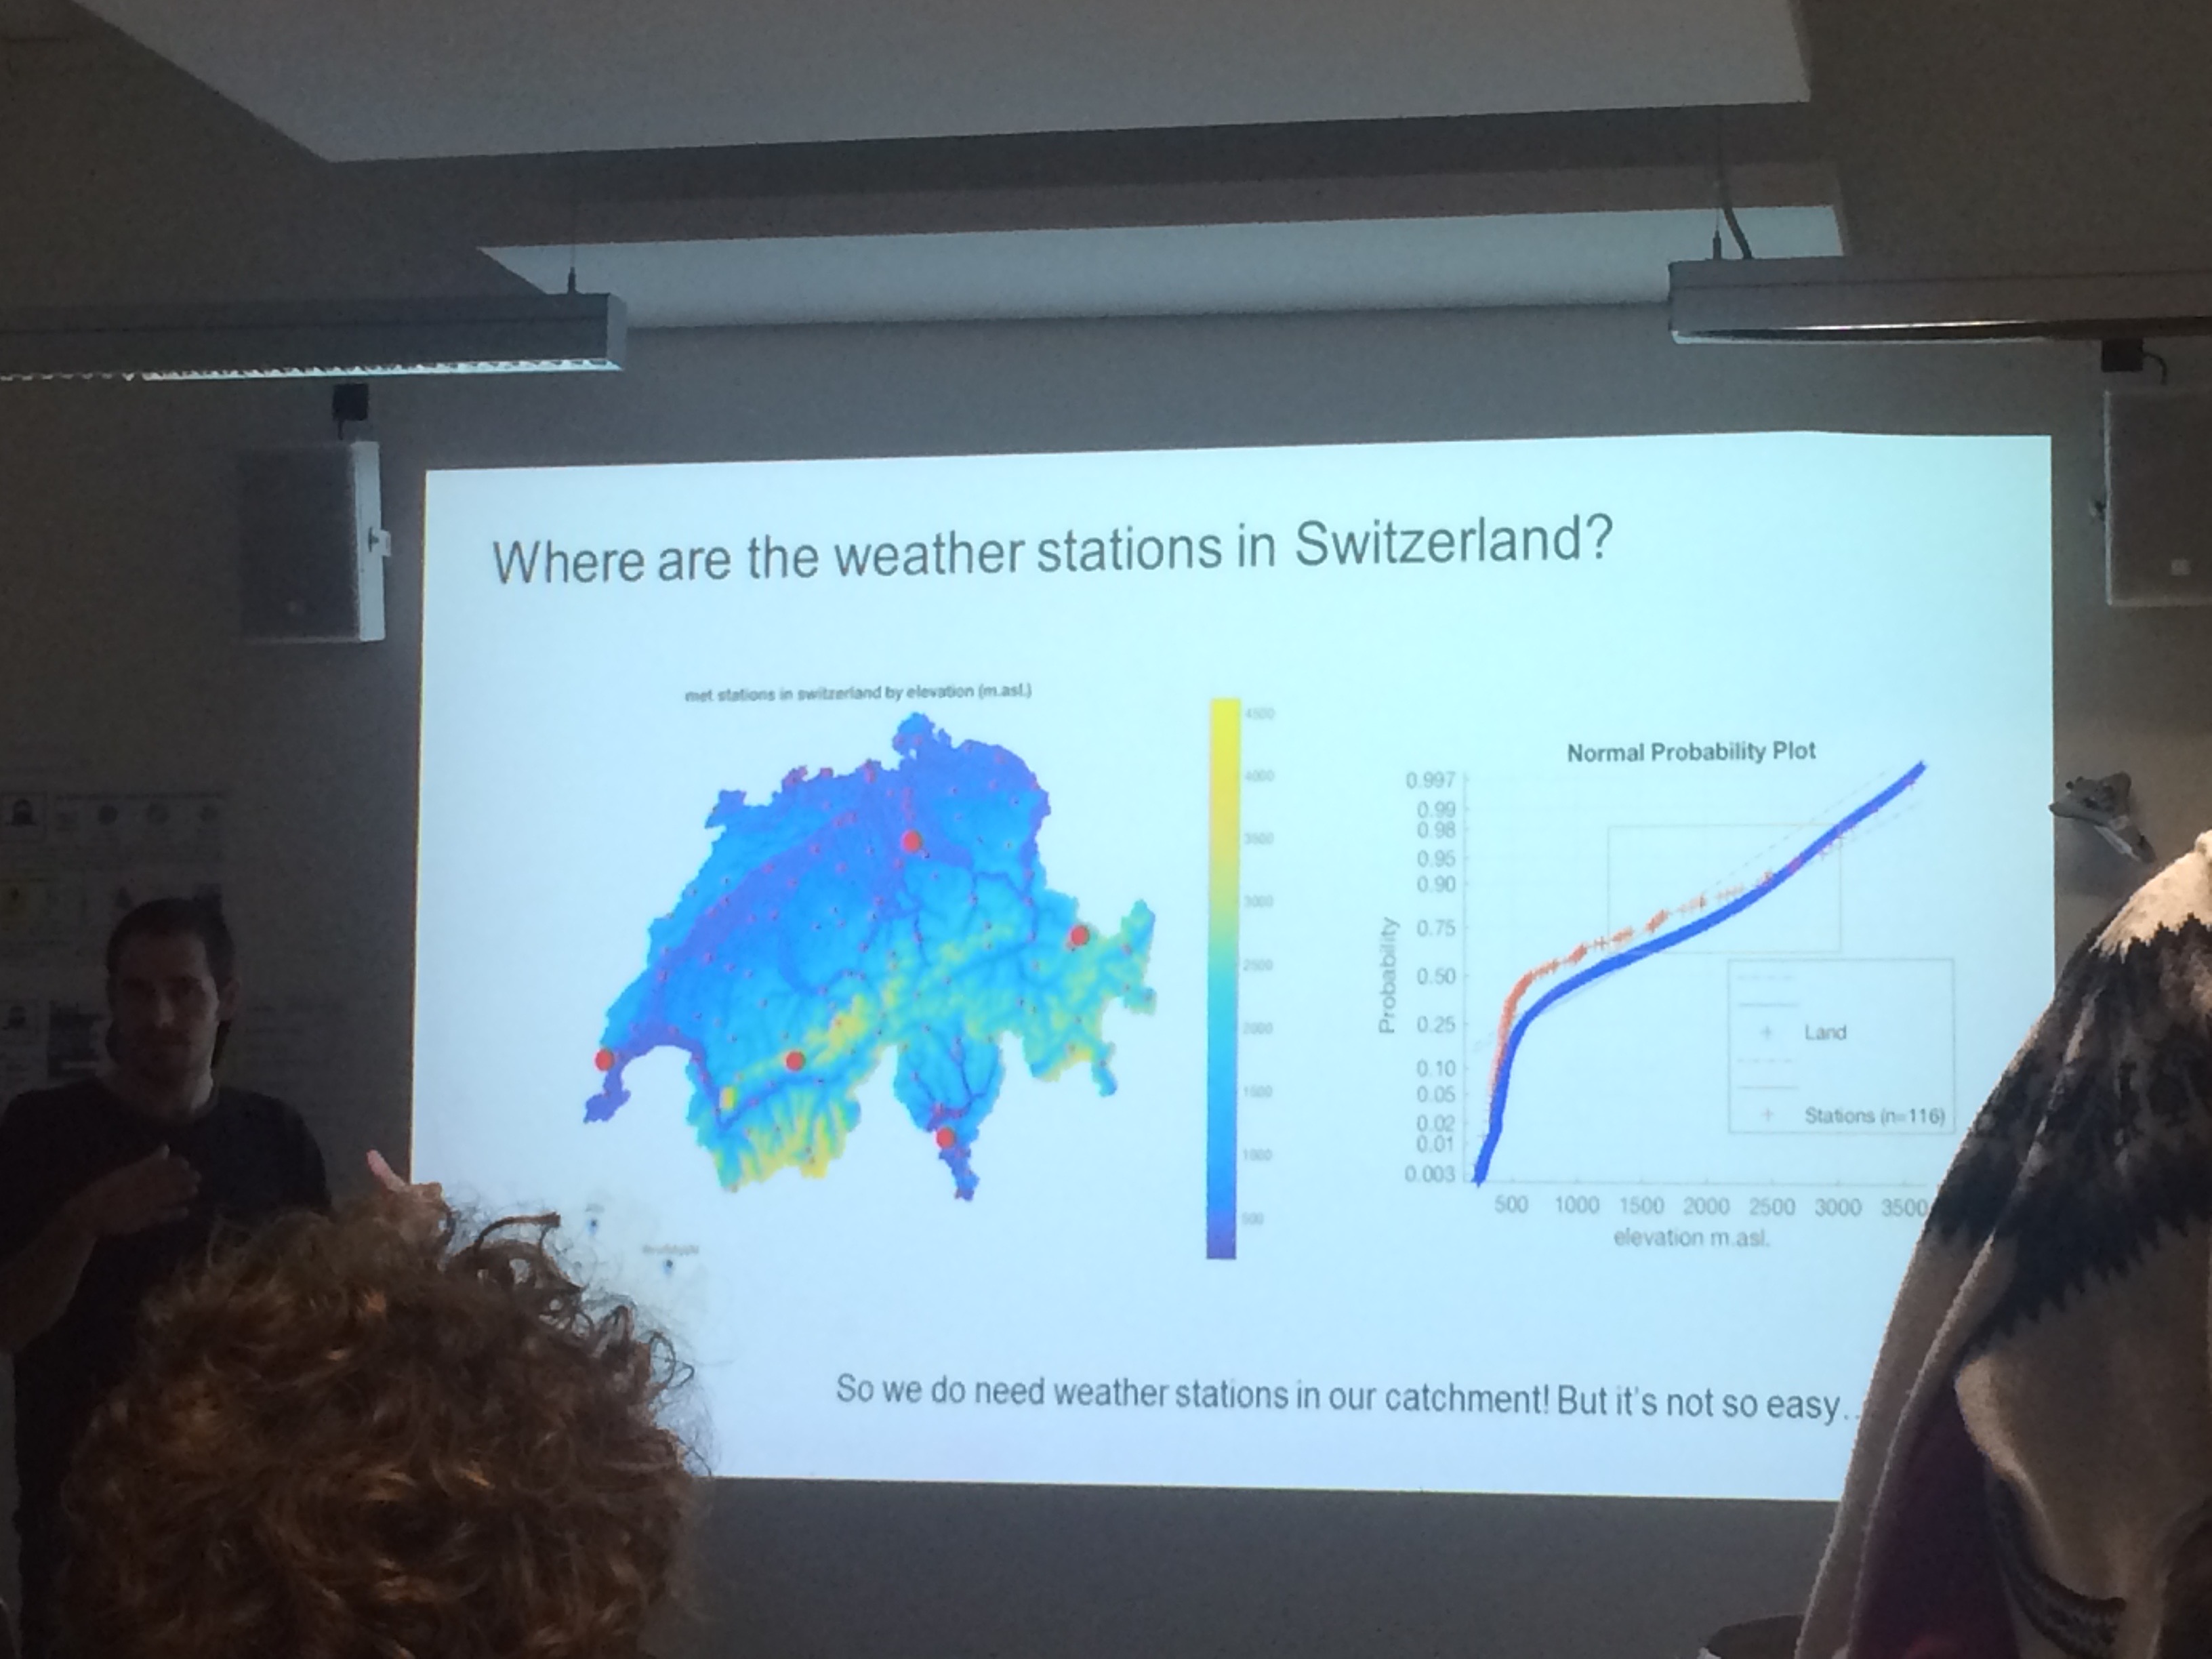 Where are the weather stations in Switzerland?
met stations in switzerland by elevation (m.asl.)
4500
4000
3500
3000
2500
2000
1500
1000
500
Normal Probability Plot
0.997
0.99
0.98
0.95
0.90
0.75
0.50
0.25
0.10
0.05
0.02
0.01
0.003
Probability
Land
Stations (n=116)
500 1000 1500 2000 2500 3000 3500
elevation m.asl.
So we do need weather stations in our catchment! But it's not so easy..